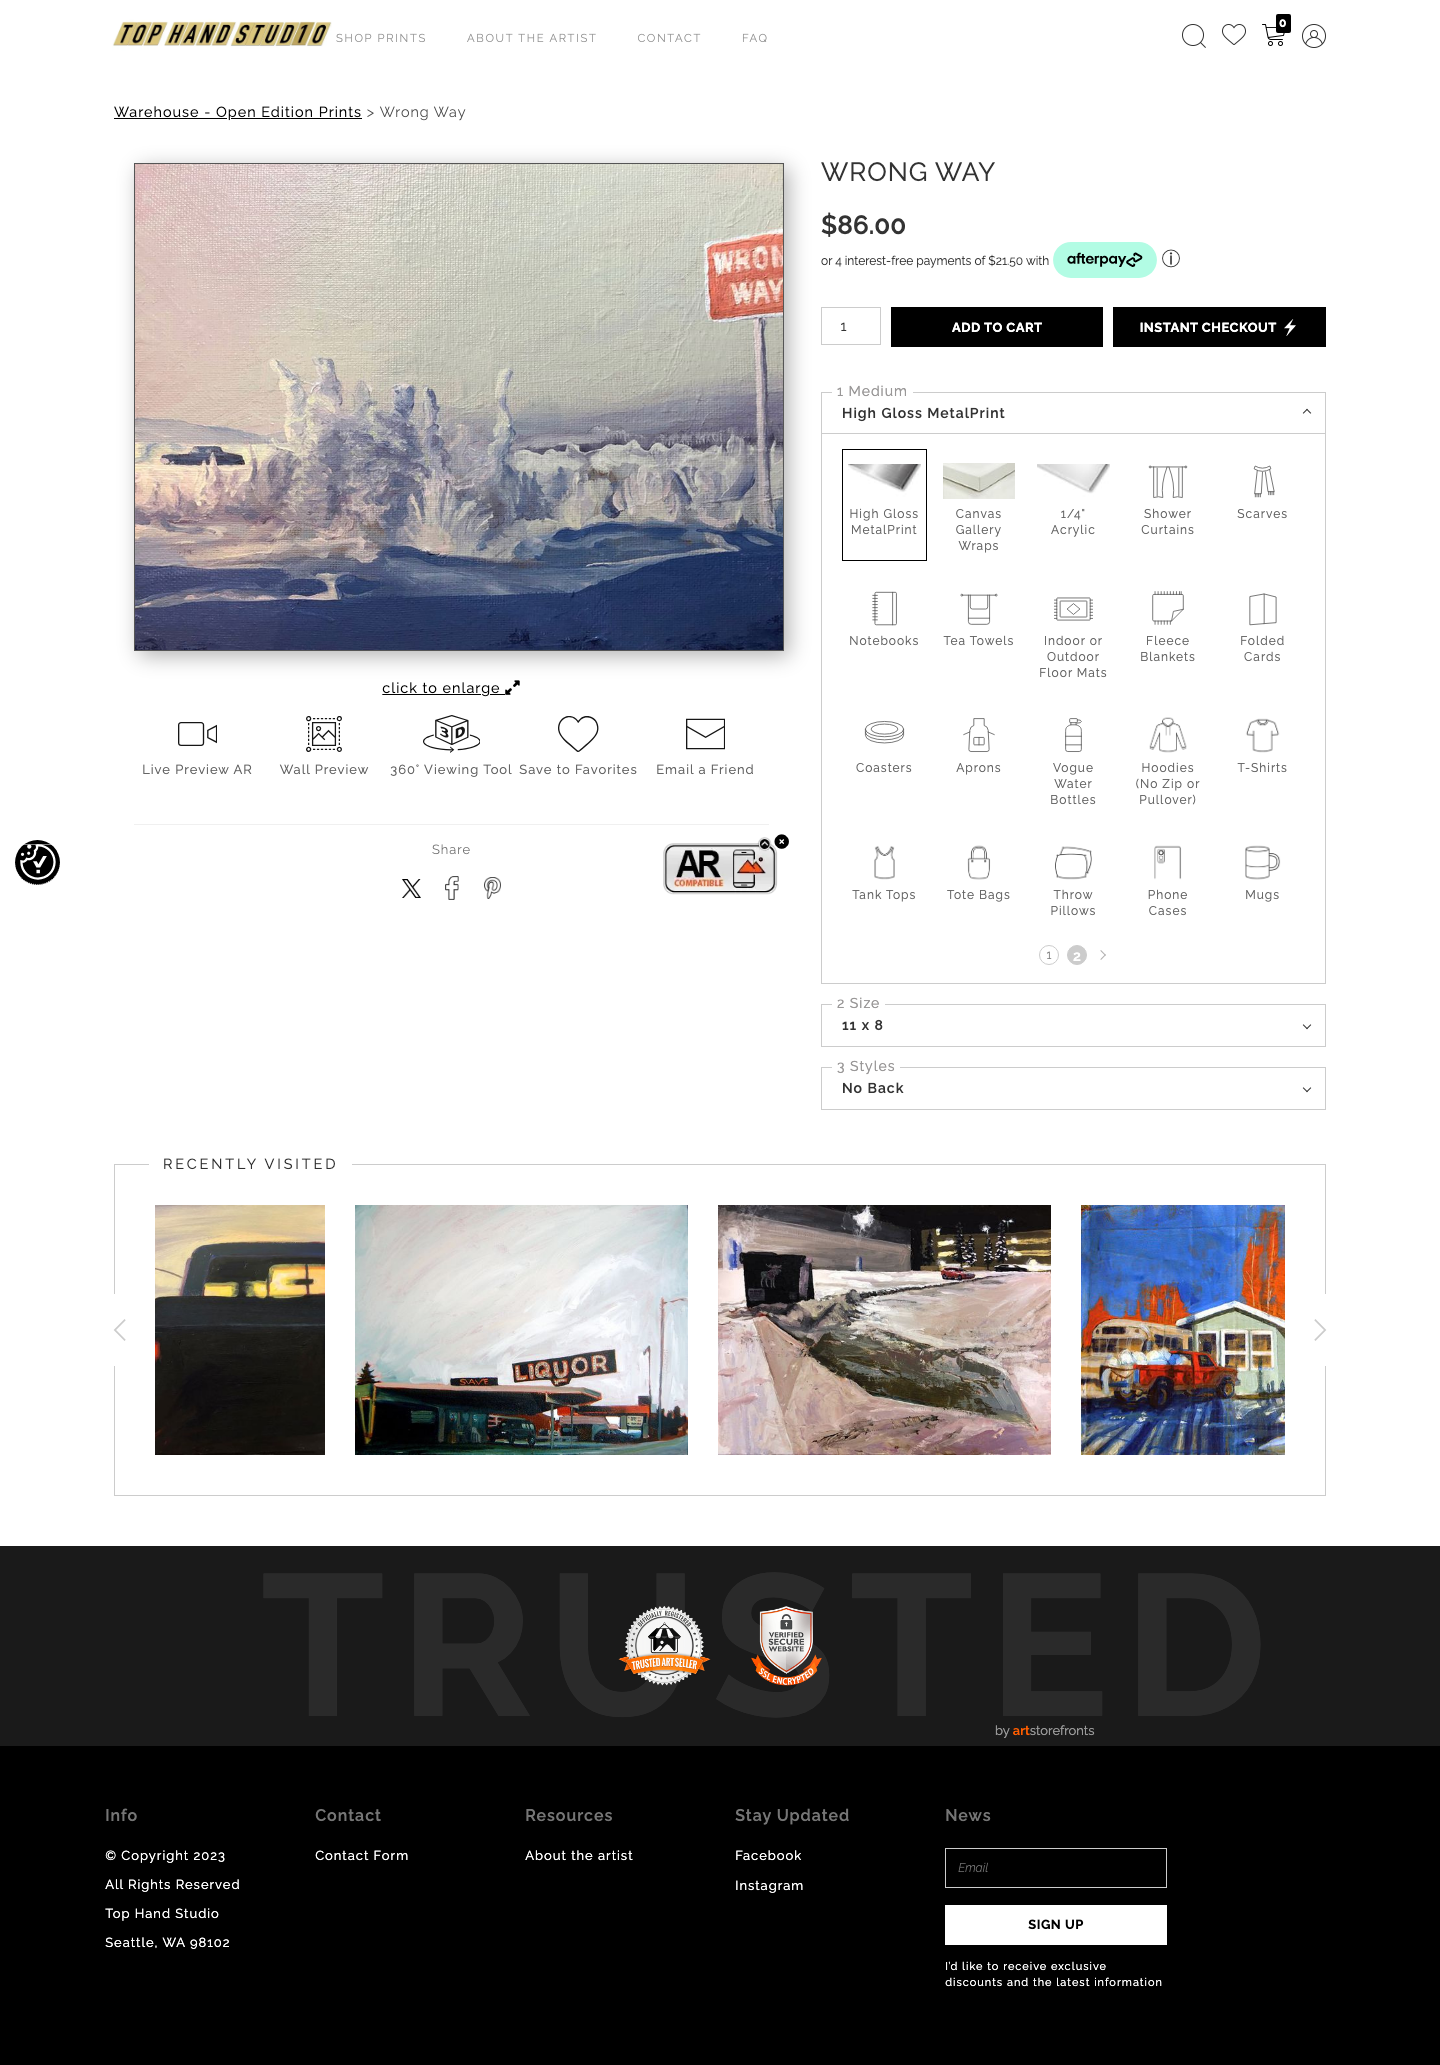 TOP HAND STUD10
SHOP PRINTS
ABOUT THE ARTIST
CONTACT
FAQ
0
Warehouse - Open Edition Prints > Wrong Way
WRON
WAY
click to enlarge
Live Preview AR
Wall Preview
3D
360° Viewing Tool
Save to Favorites
Email a Friend
Share
AR
COMPATIBLE
WRONG WAY
$86.00
or 4 interest-free payments of $21.50 with afterpay
1
ADD TO CART
INSTANT CHECKOUT
1 Medium
High Gloss MetalPrint
High Gloss
MetalPrint
Canvas
Gallery
Wraps
1/4"
Acrylic
Shower
Curtains
Scarves
Notebooks
Tea Towels
Indoor or
Outdoor
Floor Mats
Fleece
Blankets
Folded
Cards
Coasters
Aprons
Vogue
Water
Bottles
Hoodies
(No Zip or
Pullover)
T-Shirts
Tank Tops
Tote Bags
Throw
Pillows
Phone
Cases
Mugs
1 2
2 Size
11 x 8
3 Styles
No Back
RECENTLY VISITED
SAVE
LIQUOR
TRUSTED
OFFICIALLY REGISTERED
TRUSTED ART SELLER
VERIFIED
SECURE
WEBSITE
SSL ENCRYPTED
by artstorefronts
Info
© Copyright 2023
All Rights Reserved
Top Hand Studio
Seattle, WA 98102
Contact
Contact Form
Resources
About the artist
Stay Updated
Facebook
Instagram
News
Email
SIGN UP
I'd like to receive exclusive
discounts and the latest information